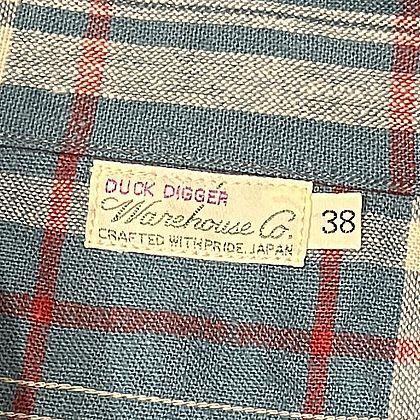 DUCK DIGGER
Warehouse Co.
CRAFTED WITH PRIDE. JAPAN
38